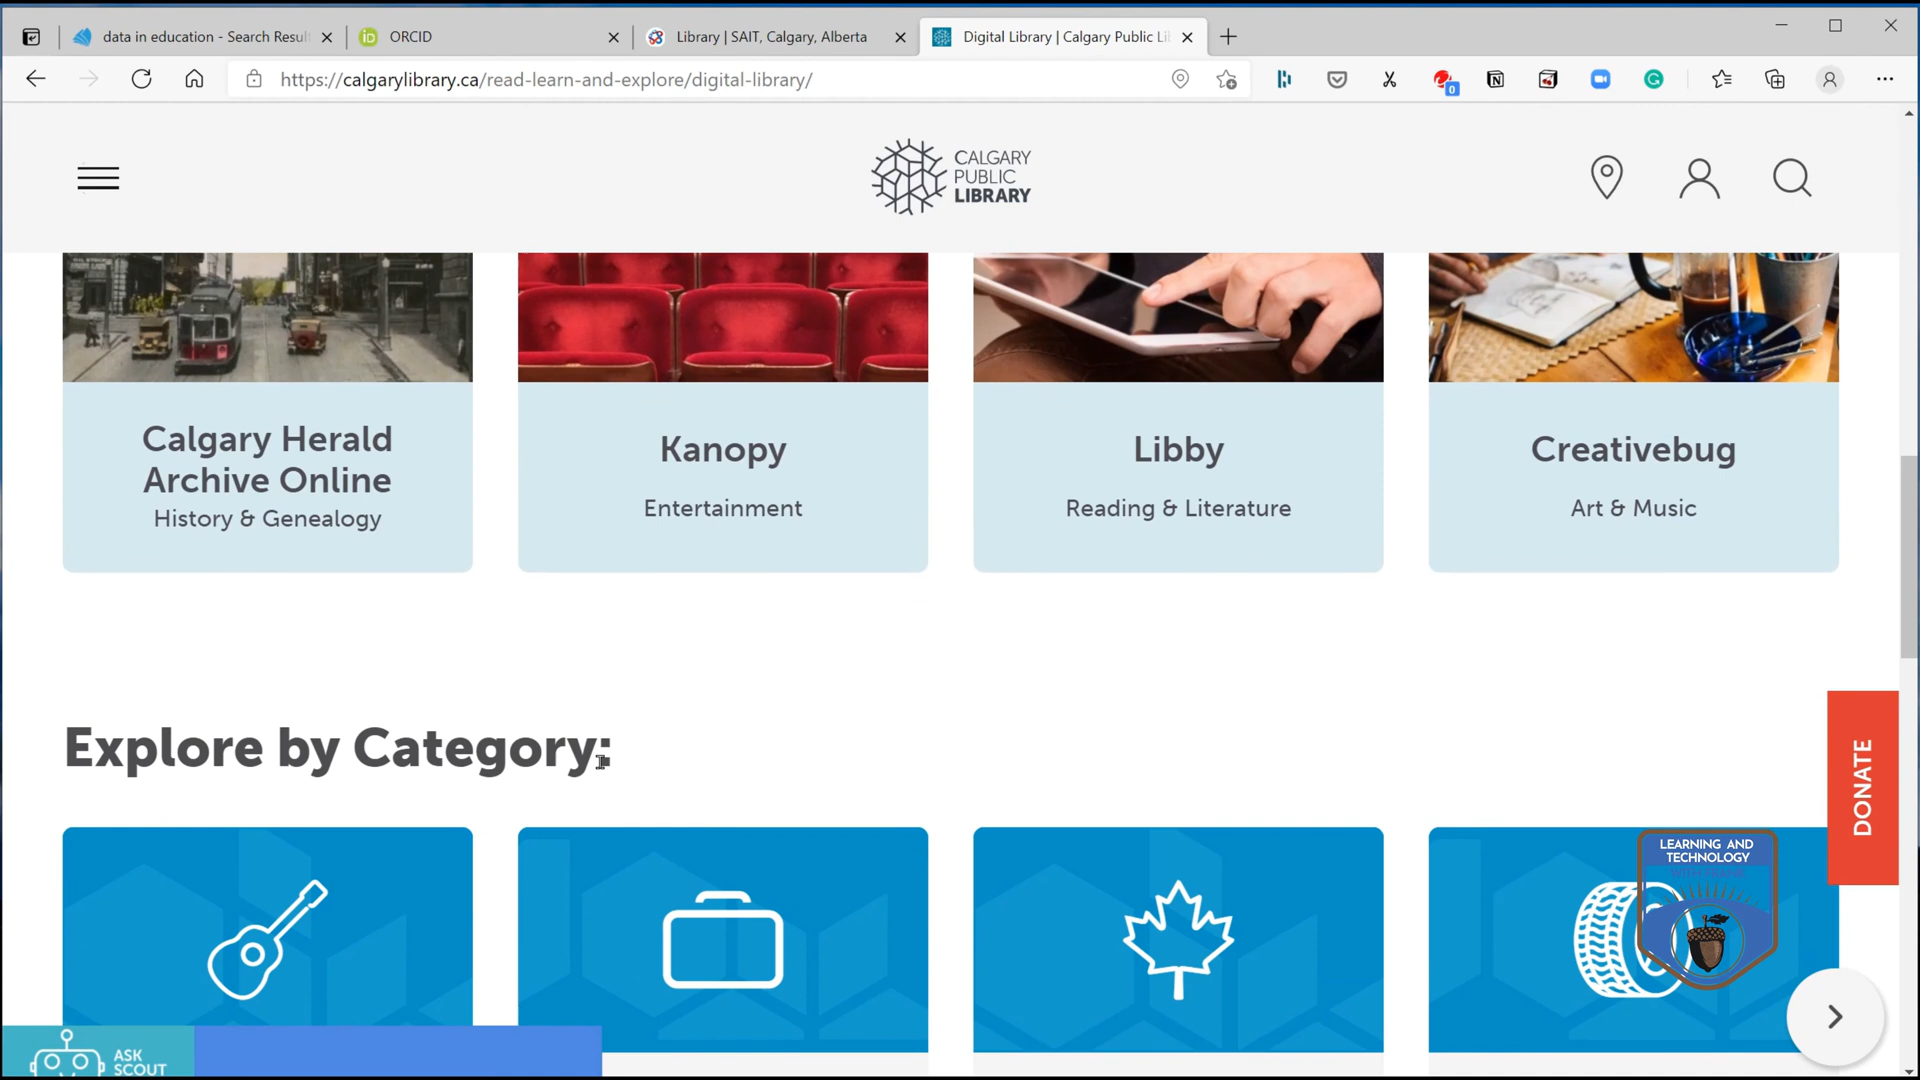 data in education - Search Resul
ORCID
Library | SAIT, Calgary, Alberta
Digital Library | Calgary Public Li
https://calgarylibrary.ca/read-learn-and-explore/digital-library/
0
CALGARY
PUBLIC
LIBRARY
Calgary Herald
Archive Online
History & Genealogy
Kanopy
Entertainment
Libby
Reading & Literature
Creativebug
Art & Music
Explore by Category:
DONATE
LEARNING AND
TECHNOLOGY
ASK
SCOUT